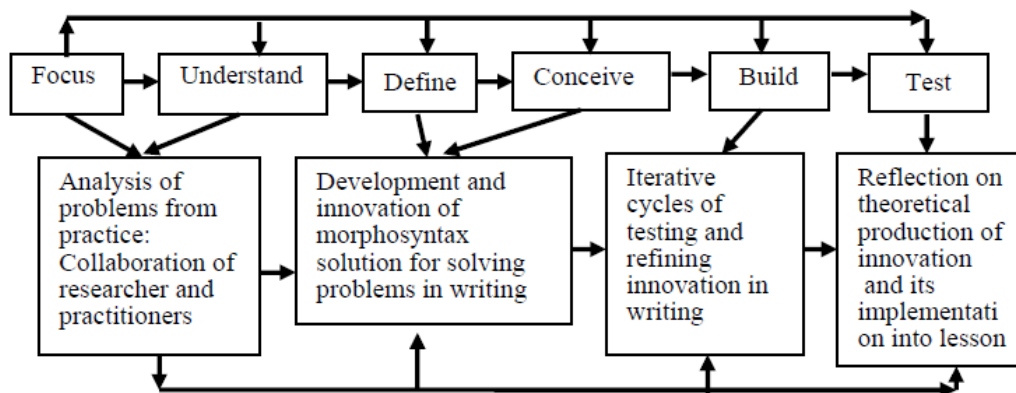 Focus
Understand
Define
Conceive
Build
Test
Analysis of
problems from
practice:
Collaboration of
researcher and
practitioners
Development and
innovation of
morphosyntax
solution for solving
problems in writing
Iterative
cycles of
testing and
refining
innovation in
writing
Reflection on
theoretical
production of
innovation
and its
implementati
on into lesson